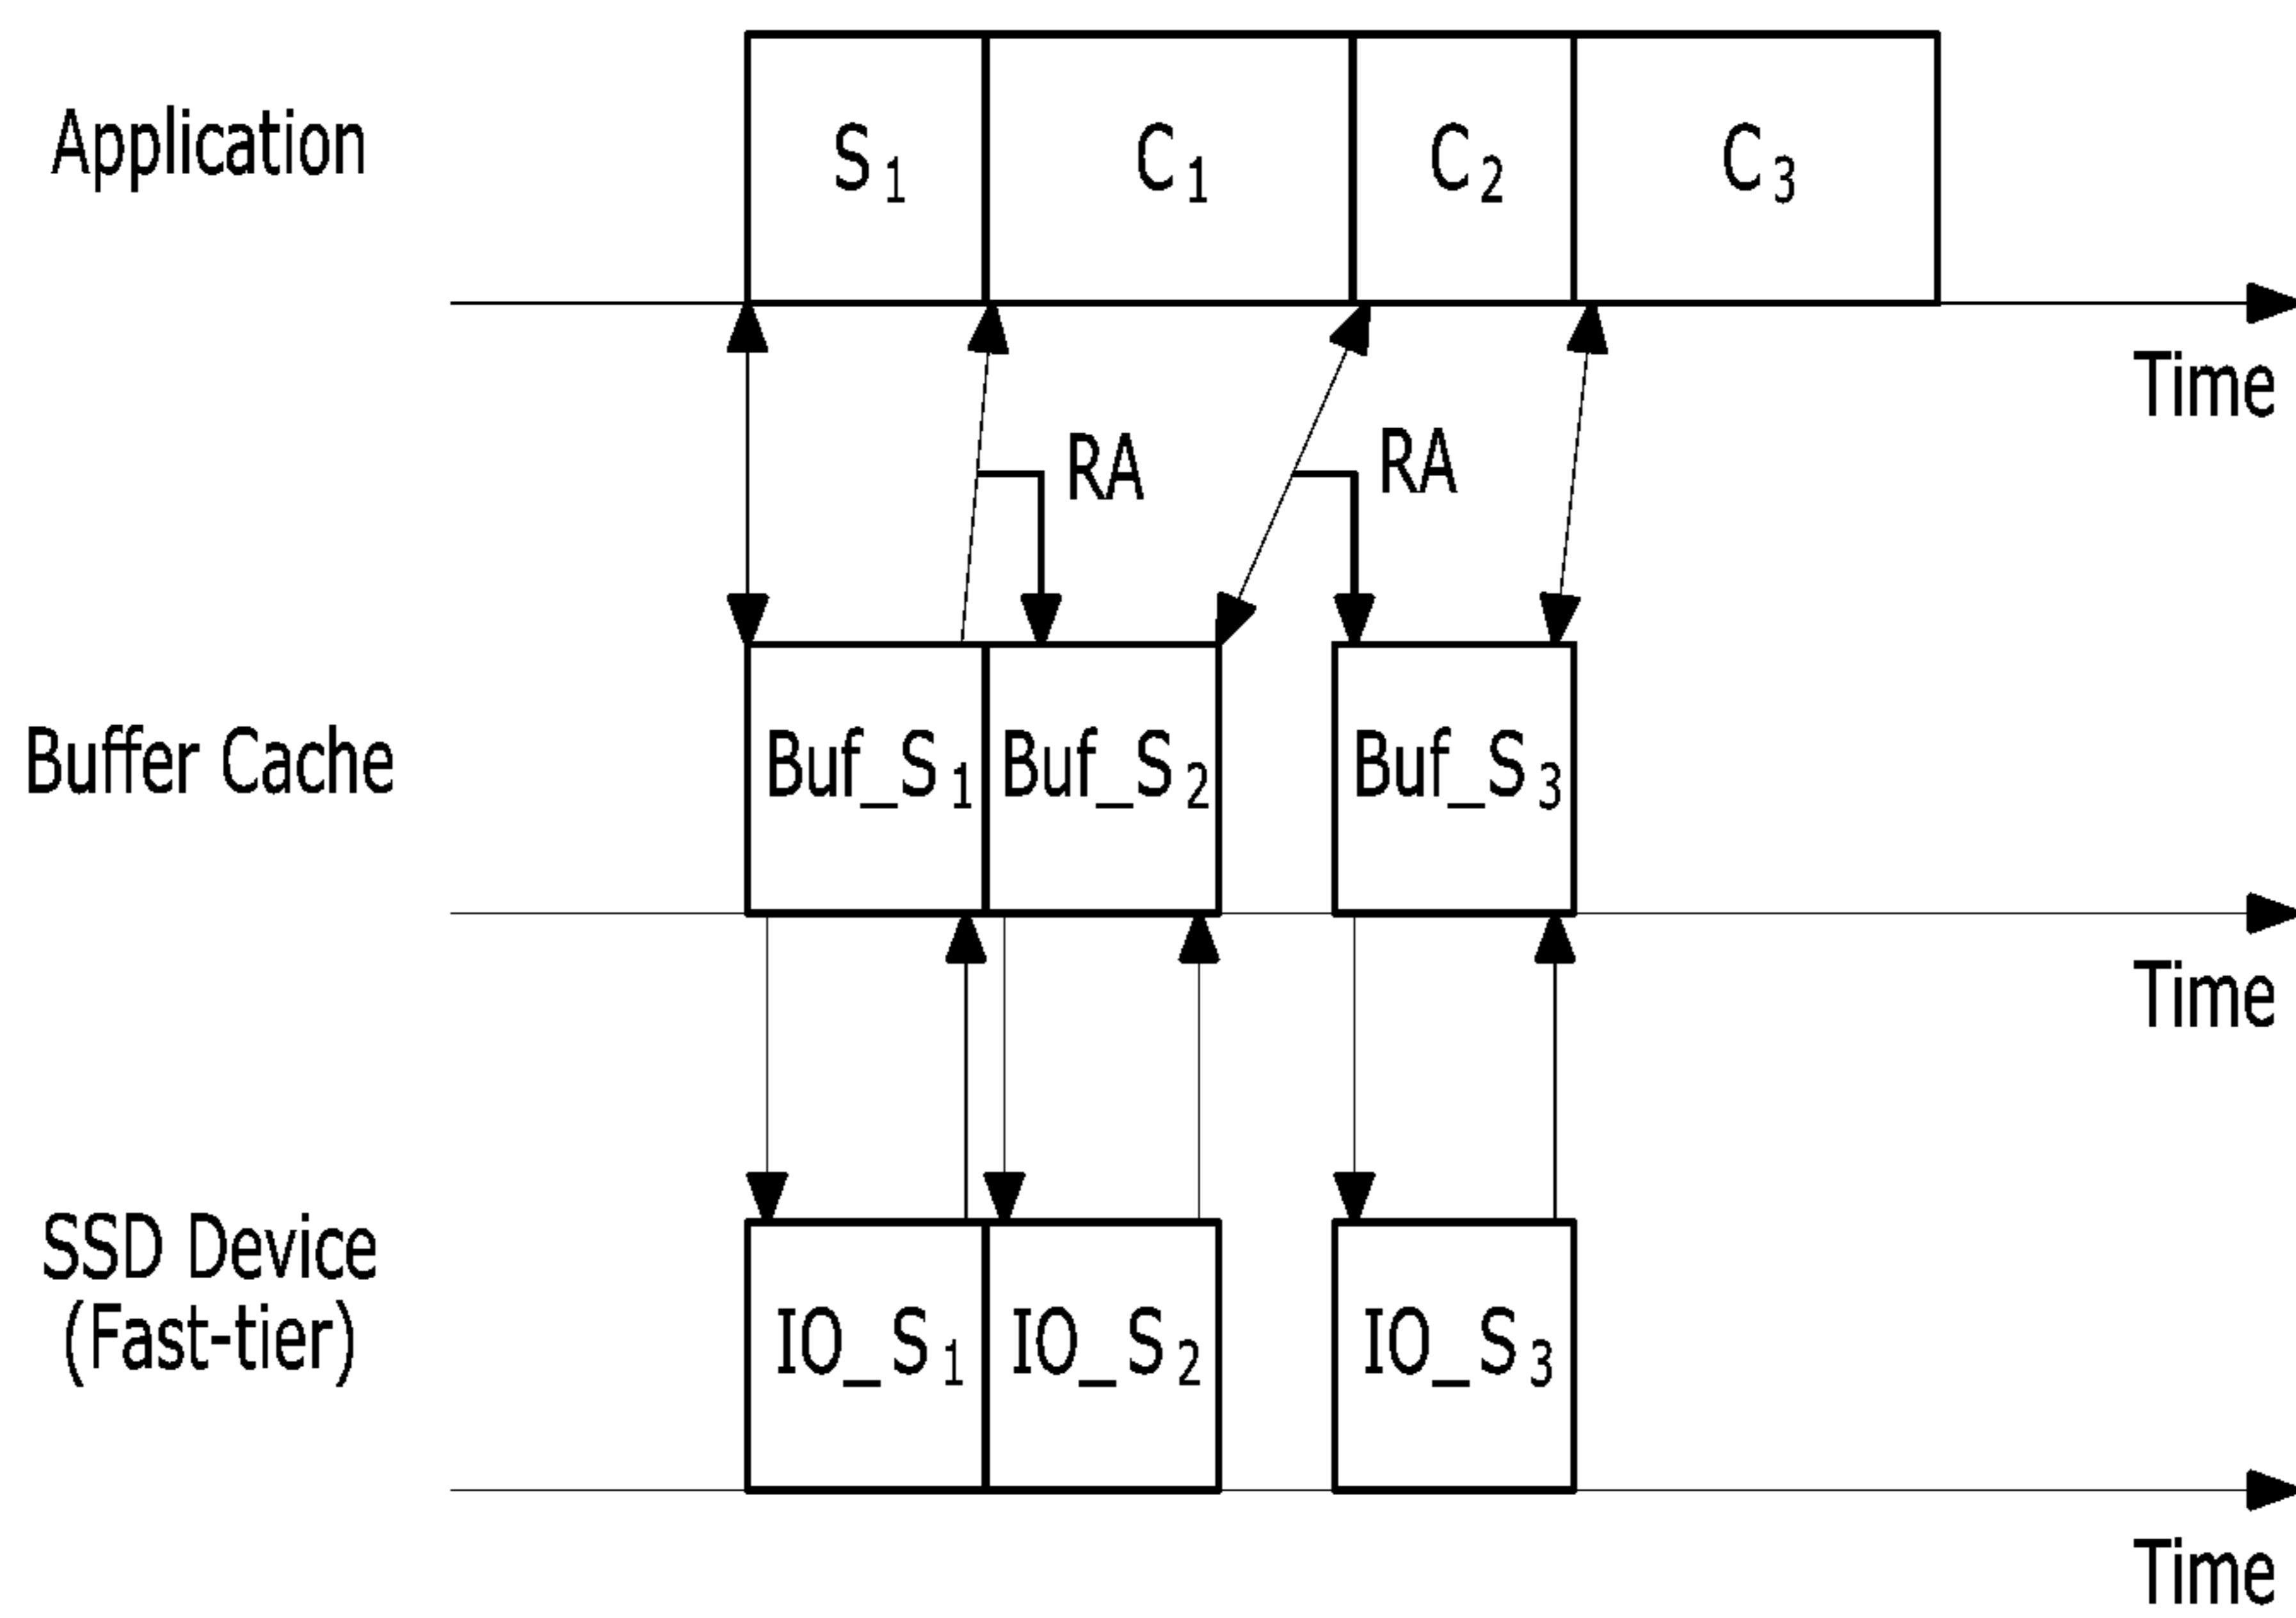 Application
S1
C1
C2
C3
Time
RA
RA
Buffer Cache
Buf_S1
Buf_S2
Buf_S3
Time
SSD Device
(Fast-tier)
IO_S1
IO_S2
IO_S3
Time